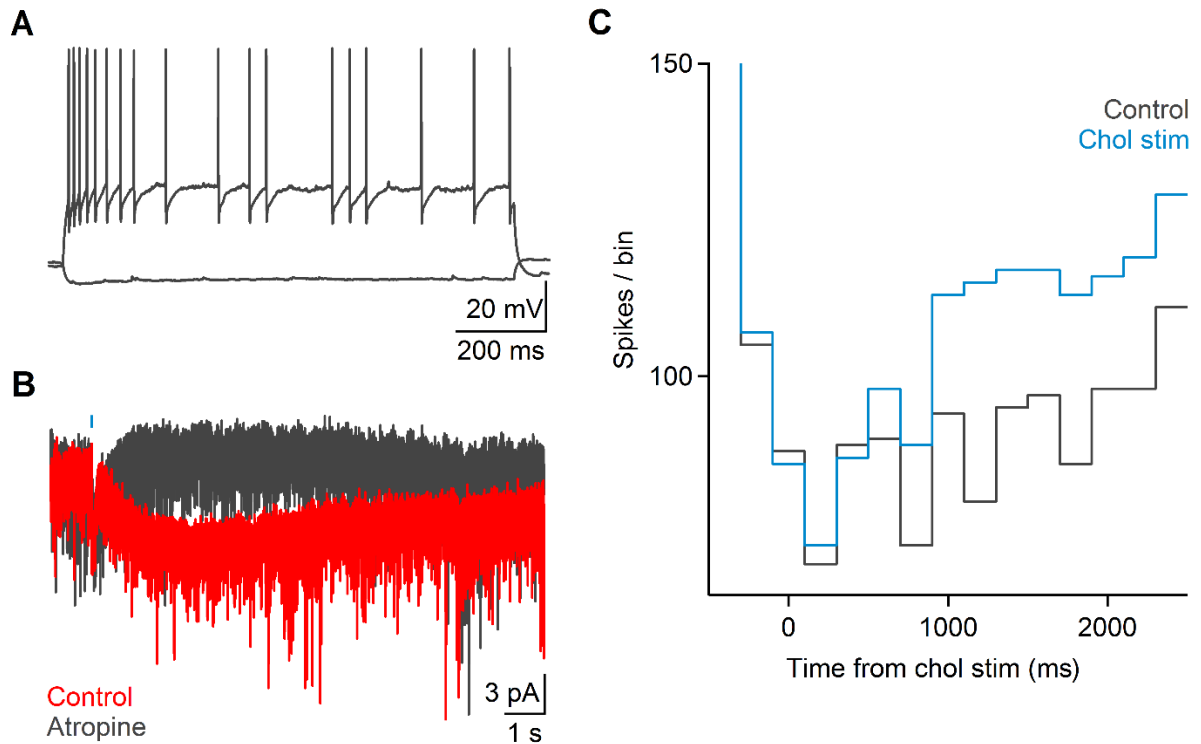 A
20 mV
200 ms
B
Control
Atropine
3 pA
1 s
C
150
100
Spikes / bin
Control
Chol stim
0
1000
2000
Time from chol stim (ms)